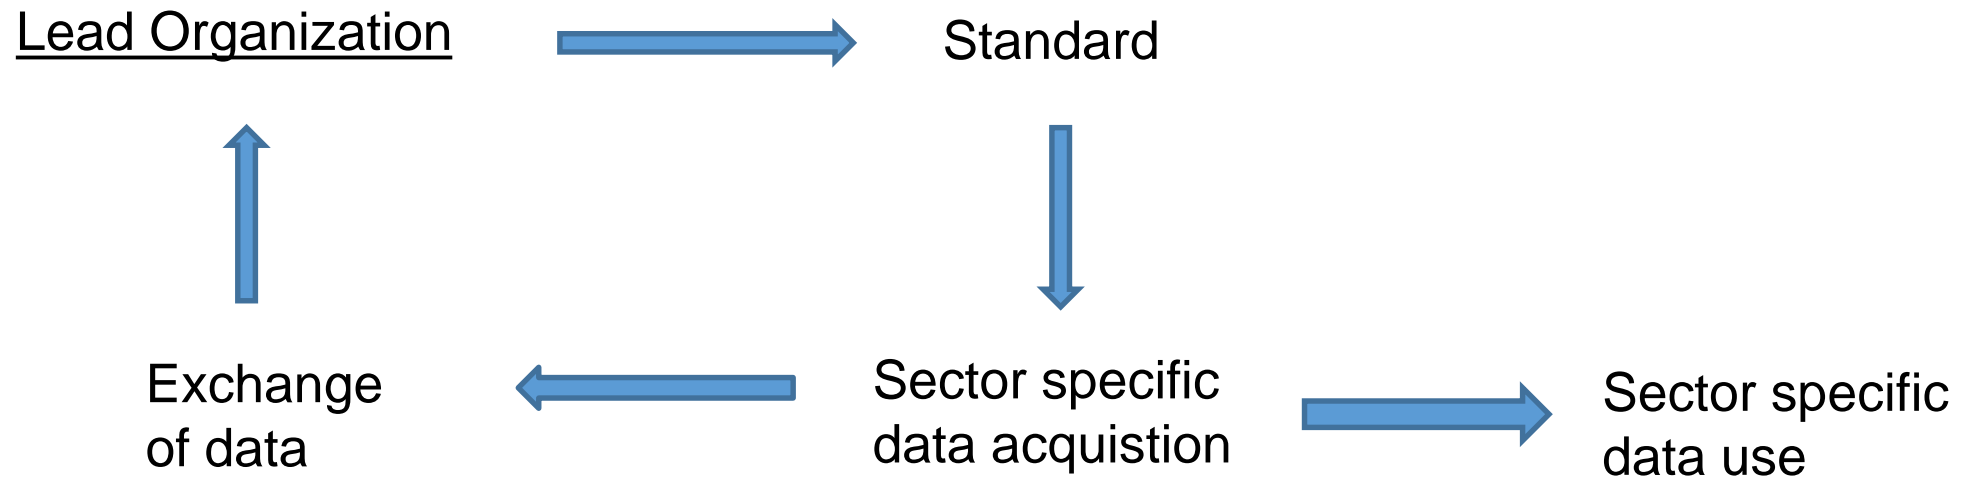 Lead Organization
Standard
Exchange
of data
Sector specific
data acquistion
Sector specific
data use